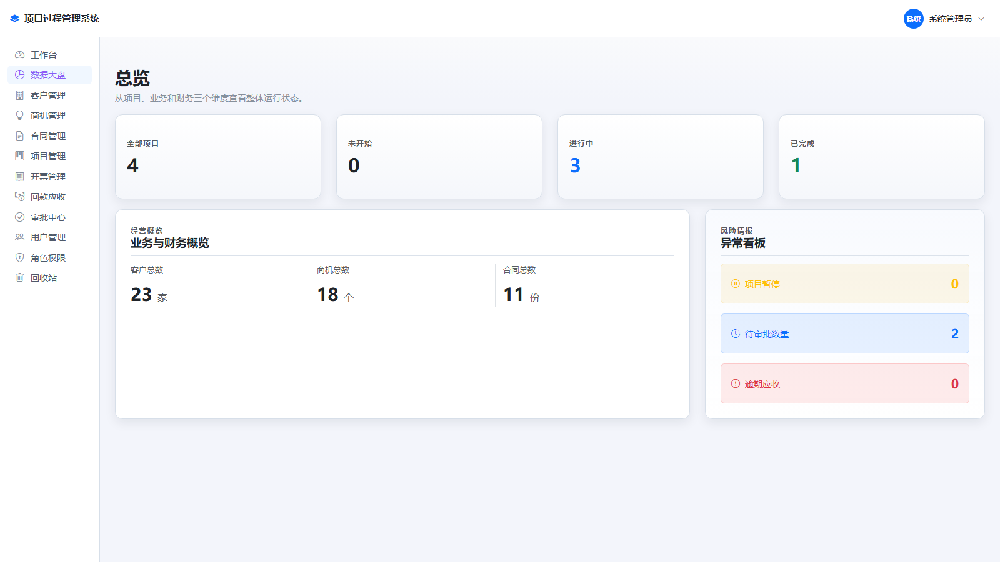 项目过程管理系统
系统 系统管理员
工作台
数据大盘
客户管理
商机管理
合同管理
项目管理
开票管理
回款应收
审批中心
用户管理
角色权限
回收站
总览
从项目、业务和财务三个维度查看整体运行状态。
全部项目
4
未开始
0
进行中
3
已完成
1
经营概览
业务与财务概览
客户总数
23 家
商机总数
18 个
合同总数
11 份
风险情报
异常看板
项目暂停 0
待审批数量 2
逾期应收 0